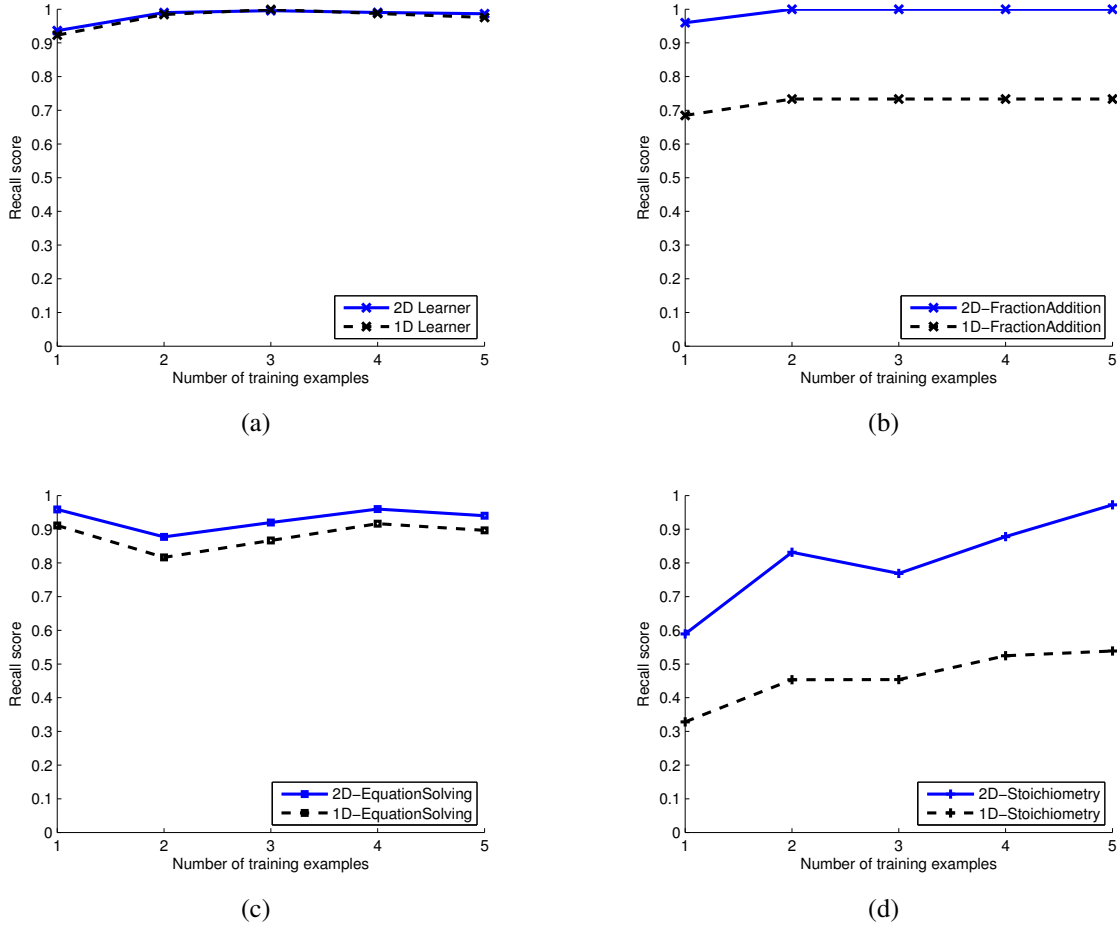 1
0.9
0.8
0.7
0.6
0.5
0.4
0.3
0.2
0.1
0
Recall score
2D Learner
1D Learner
1 2 3 4 5
Number of training examples
(a)
1
0.9
0.8
0.7
0.6
0.5
0.4
0.3
0.2
0.1
0
Recall score
2D−FractionAddition
1D−FractionAddition
1 2 3 4 5
Number of training examples
(b)
1
0.9
0.8
0.7
0.6
0.5
0.4
0.3
0.2
0.1
0
Recall score
2D−EquationSolving
1D−EquationSolving
1 2 3 4 5
Number of training examples
(c)
1
0.9
0.8
0.7
0.6
0.5
0.4
0.3
0.2
0.1
0
Recall score
2D−Stoichiometry
1D−Stoichiometry
1 2 3 4 5
Number of training examples
(d)